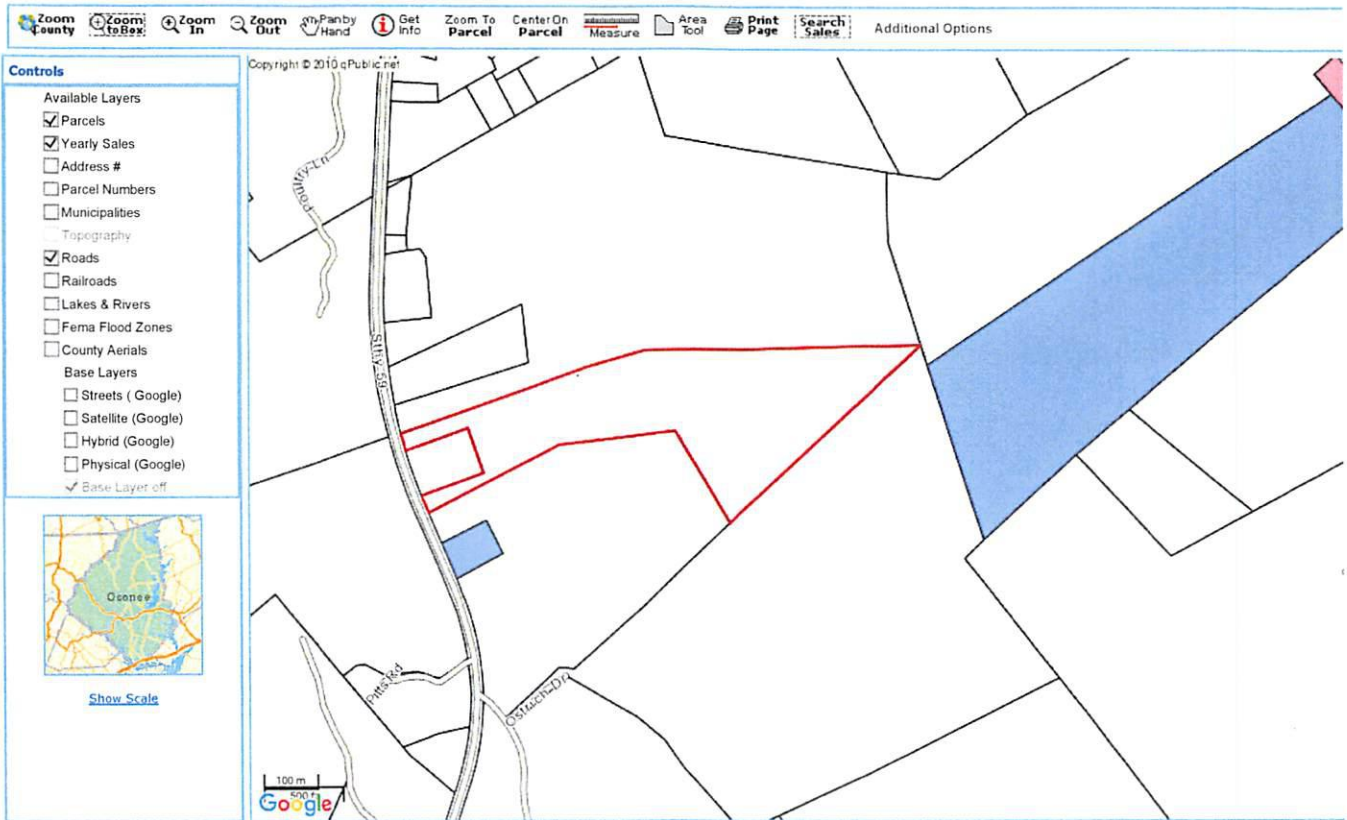 Zoom County Zoom to Box Zoom In Zoom Out Pan by Hand Get Info Zoom To Parcel Center On Parcel Measure Area Tool Print Page Search Sales Additional Options
Controls
Available Layers
Parcels
Yearly Sales
Address #
Parcel Numbers
Municipalities
Topography
Roads
Railroads
Lakes & Rivers
Fema Flood Zones
County Aerials
Base Layers
Streets ( Google)
Satellite (Google)
Hybrid (Google)
Physical (Google)
Base Layer off
Oconee
Show Scale
Copyright © 2010 qPublic.net
Poultry-Ln
Pitts Rd
Ostrich-Dr
100 m
500 ft
Google